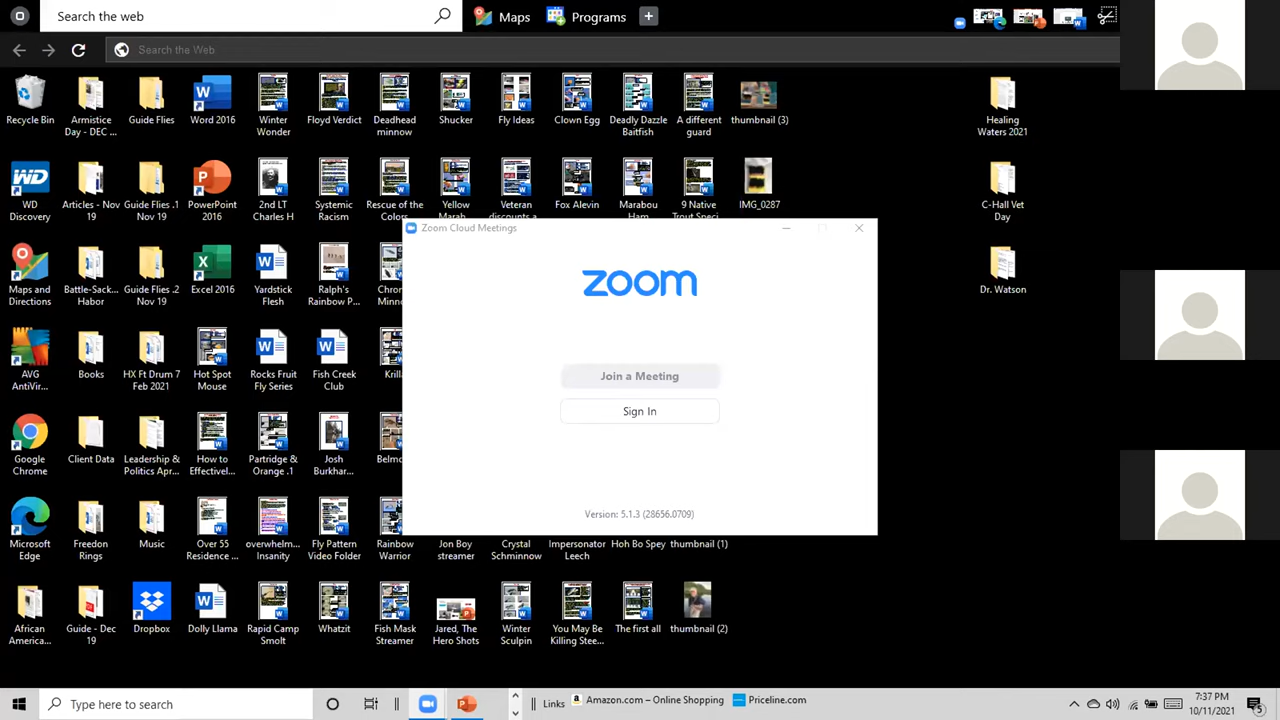 Search the web
Maps
Programs
Search the Web
Recycle Bin
Armistice
Day - DEC ...
Guide Flies
Word 2016
Winter
Wonder
Floyd Verdict
Deadhead
minnow
Shucker
Fly Ideas
Clown Egg
Deadly Dazzle
Baitfish
A different
guard
thumbnail (3)
Healing
Waters 2021
WD
Discovery
Articles - Nov
19
Guide Flies .1
Nov 19
PowerPoint
2016
2nd LT
Charles H
Systemic
Racism
Rescue of the
Colors
Yellow
Marab
Veteran
discounts a
Fox Alevin
Marabou
Ham
9 Native
Trout Speci
IMG_0287
C-Hall Vet
Day
Zoom Cloud Meetings
zoom
Join a Meeting
Sign In
Version: 5.1.3 (28656.0709)
Maps and
Directions
Battle-Sack...
Habor
Guide Flies .2
Nov 19
Excel 2016
Yardstick
Flesh
Ralph's
Rainbow P...
Chron
Minno
Dr. Watson
AVG
AntiVir...
Books
HX Ft Drum 7
Feb 2021
Hot Spot
Mouse
Rocks Fruit
Fly Series
Fish Creek
Club
Krilla
Google
Chrome
Client Data
Leadership &
Politics Apr...
How to
Effectivel...
Partridge &
Orange .1
Josh
Burkhar...
Belmo
Microsoft
Edge
Freedon
Rings
Music
Over 55
Residence ...
overwhelm...
Insanity
Fly Pattern
Video Folder
Rainbow
Warrior
Jon Boy
streamer
Crystal
Schminnow
Impersonator
Leech
Hoh Bo Spey
thumbnail (1)
African
America...
Guide - Dec
19
Dropbox
Dolly Llama
Rapid Camp
Smolt
Whatzit
Fish Mask
Streamer
Jared, The
Hero Shots
Winter
Sculpin
You May Be
Killing Stee...
The first all
thumbnail (2)
Type here to search
Links
Amazon.com – Online Shopping
Priceline.com
7:37 PM
10/11/2021
5